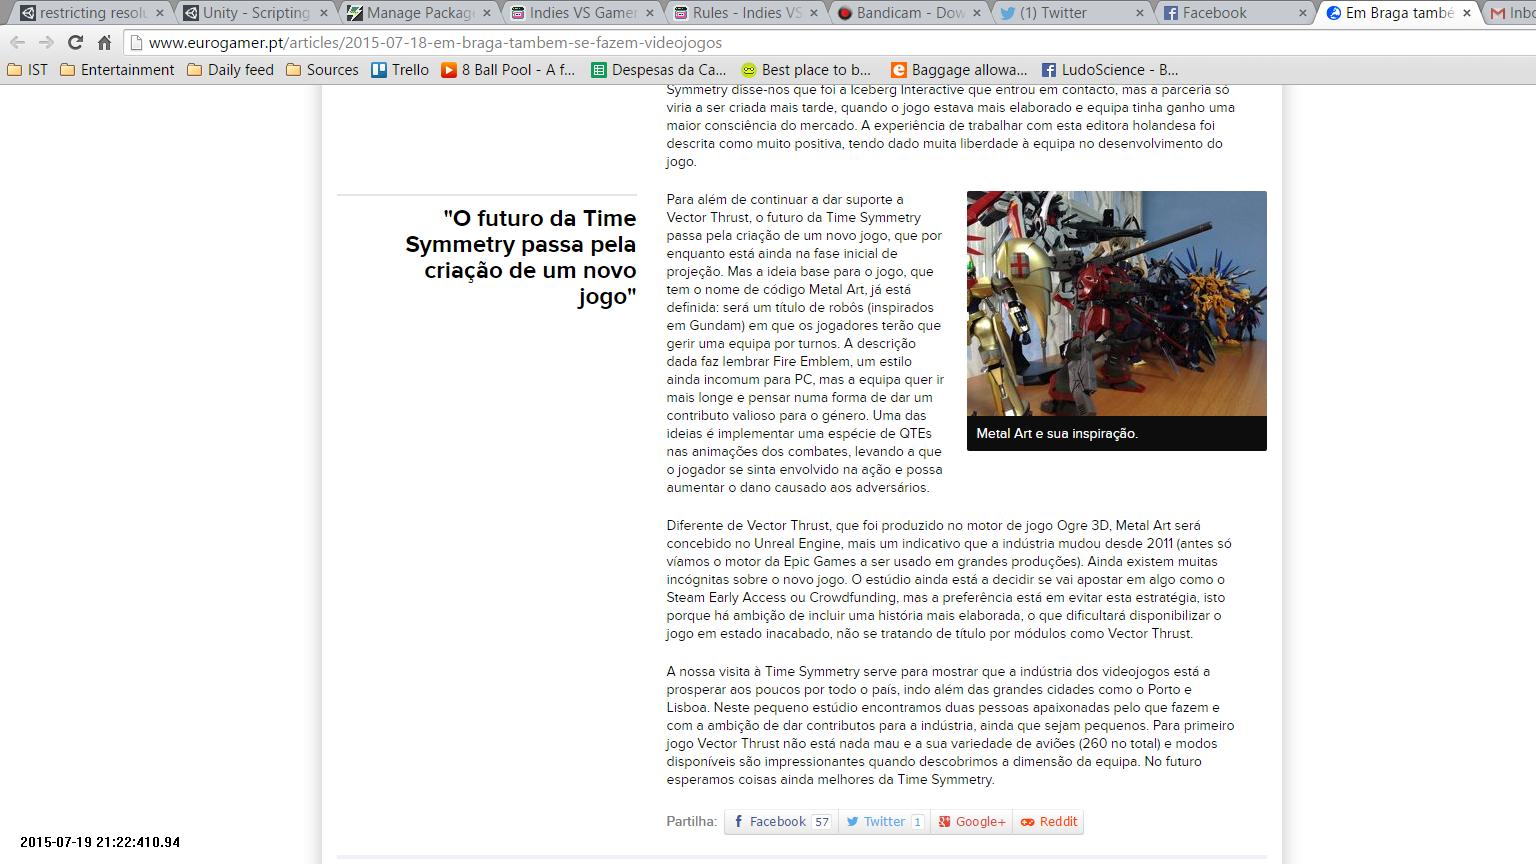 restricting resolu
Unity - Scripting
Manage Package
Indies VS Gamer
Rules - Indies VS
Bandicam - Dow
(1) Twitter
Facebook
Em Braga també
Inbo
www.eurogamer.pt/articles/2015-07-18-em-braga-tambem-se-fazem-videojogos
IST
Entertainment
Daily feed
Sources
Trello
8 Ball Pool - A f...
Despesas da Ca...
Best place to b...
Baggage allowa...
LudoScience - B...
Symmetry disse-nos que foi a Iceberg Interactive que entrou em contacto, mas a parceria só
viria a ser criada mais tarde, quando o jogo estava mais elaborado e equipa tinha ganho uma
maior consciência do mercado. A experiência de trabalhar com esta editora holandesa foi
descrita como muito positiva, tendo dado muita liberdade à equipa no desenvolvimento do
jogo.
"O futuro da Time
Symmetry passa pela
criação de um novo
jogo"
Para além de continuar a dar suporte a
Vector Thrust, o futuro da Time Symmetry
passa pela criação de um novo jogo, que por
enquanto está ainda na fase inicial de
projeção. Mas a ideia base para o jogo, que
tem o nome de código Metal Art, já está
definida: será um título de robôs (inspirados
em Gundam) em que os jogadores terão que
gerir uma equipa por turnos. A descrição
dada faz lembrar Fire Emblem, um estilo
ainda incomum para PC, mas a equipa quer ir
mais longe e pensar numa forma de dar um
contributo valioso para o género. Uma das
ideias é implementar uma espécie de QTEs
nas animações dos combates, levando a que
o jogador se sinta envolvido na ação e possa
aumentar o dano causado aos adversários.
Metal Art e sua inspiração.
Diferente de Vector Thrust, que foi produzido no motor de jogo Ogre 3D, Metal Art será
concebido no Unreal Engine, mais um indicativo que a indústria mudou desde 2011 (antes só
víamos o motor da Epic Games a ser usado em grandes produções). Ainda existem muitas
incógnitas sobre o novo jogo. O estúdio ainda está a decidir se vai apostar em algo como o
Steam Early Access ou Crowdfunding, mas a preferência está em evitar esta estratégia, isto
porque há ambição de incluir uma história mais elaborada, o que dificultará disponibilizar o
jogo em estado inacabado, não se tratando de título por módulos como Vector Thrust.
A nossa visita à Time Symmetry serve para mostrar que a indústria dos videojogos está a
prosperar aos poucos por todo o país, indo além das grandes cidades como o Porto e
Lisboa. Neste pequeno estúdio encontramos duas pessoas apaixonadas pelo que fazem e
com a ambição de dar contributos para a indústria, ainda que sejam pequenos. Para primeiro
jogo Vector Thrust não está nada mau e a sua variedade de aviões (260 no total) e modos
disponíveis são impressionantes quando descobrimos a dimensão da equipa. No futuro
esperamos coisas ainda melhores da Time Symmetry.
Partilha: Facebook 57 Twitter 1 Google+ Reddit
2015-07-19 21:22:410.94